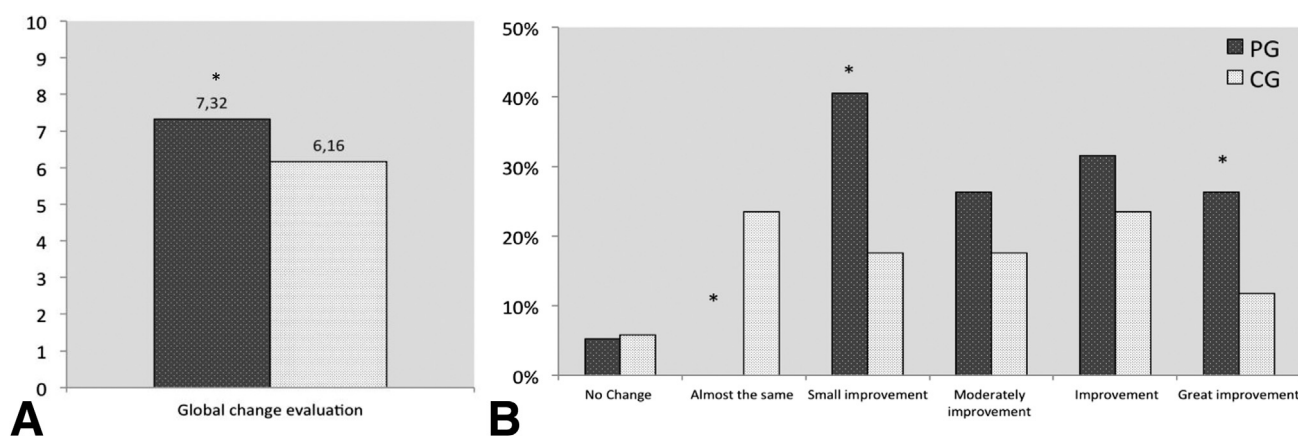 10
9
8
7
6
5
4
3
2
1
0
*
7,32
6,16
Global change evaluation
A
50%
40%
30%
20%
10%
0%
*
*
*
PG
CG
No Change
Almost the same
Small improvement
Moderately
improvement
Improvement
Great improvement
B